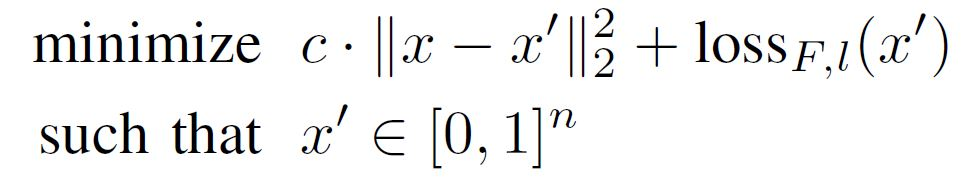 minimize c · ∥x − x′∥₂² + loss_{F,l}(x′)
such that x′ ∈ [0, 1]ⁿ